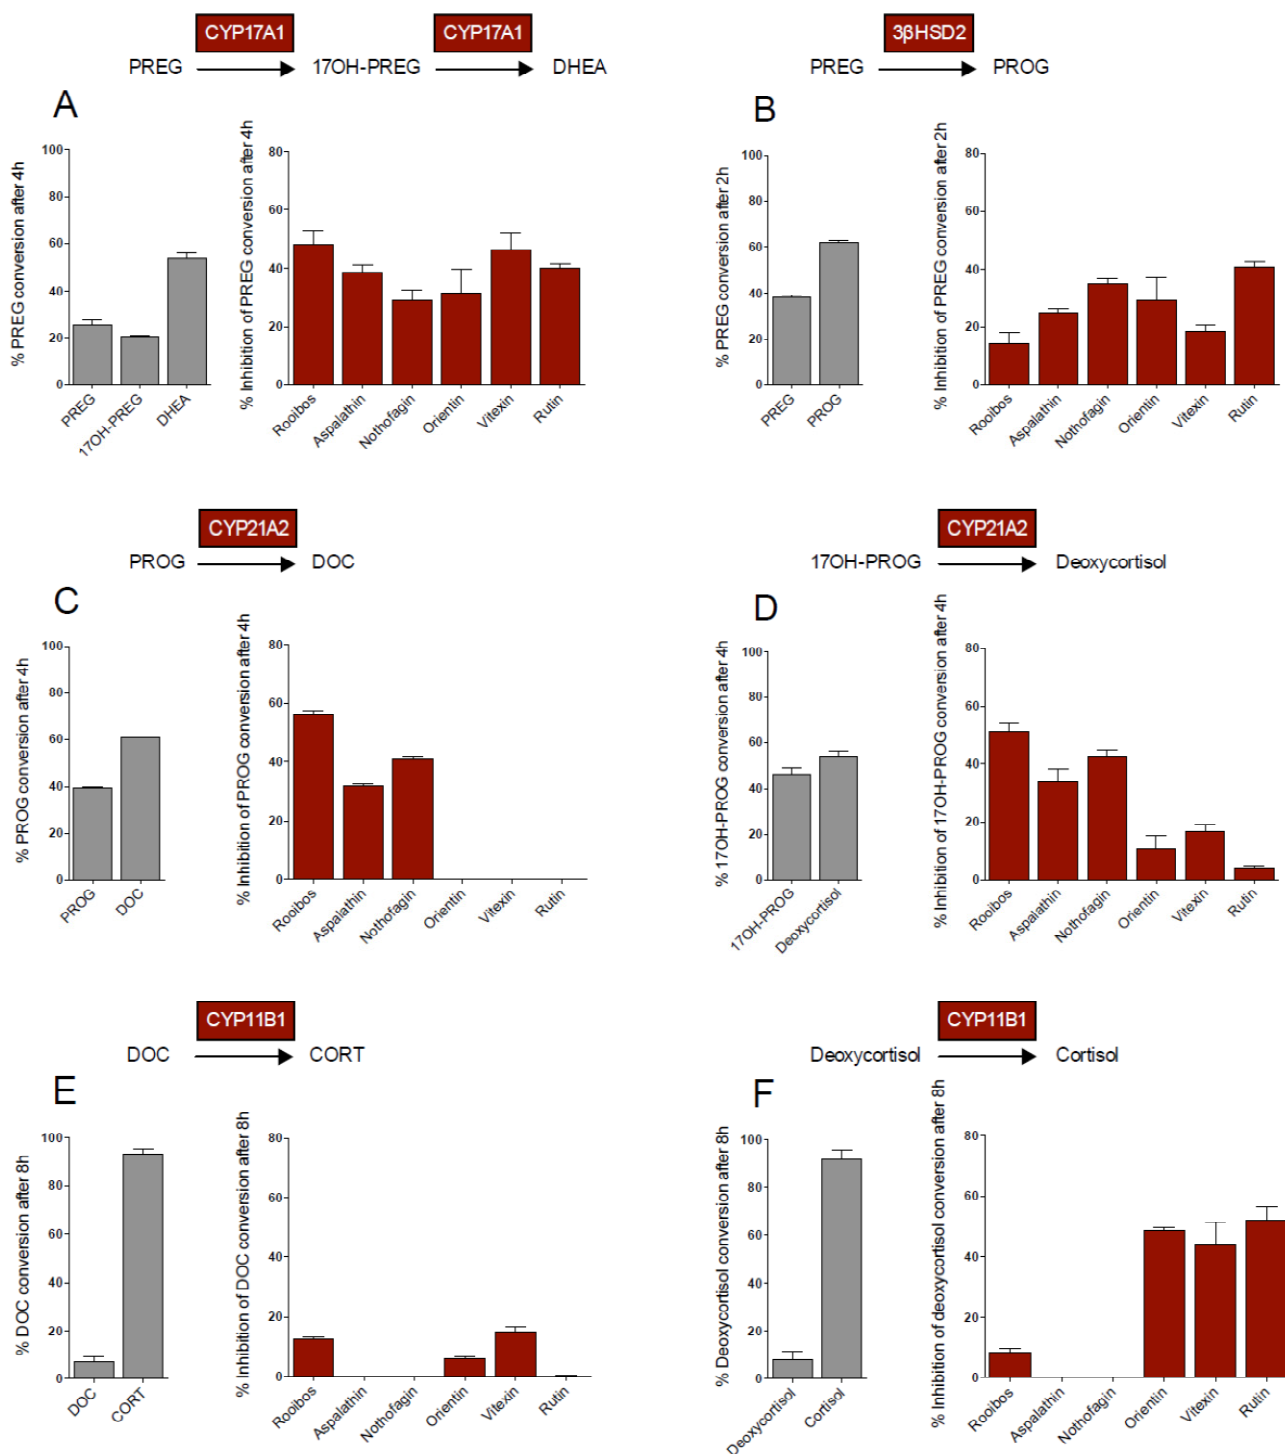 CYP17A1 CYP17A1
PREG 17OH-PREG DHEA
3βHSD2
PREG PROG
A
% PREG conversion after 4h
100
80
60
40
20
0
PREG
17OH-PREG
DHEA
% Inhibition of PREG conversion after 4h
80
60
40
20
0
Rooibos
Aspalathin
Nothofagin
Orientin
Vitexin
Rutin
B
% PREG conversion after 2h
100
80
60
40
20
0
PREG
PROG
% Inhibition of PREG conversion after 2h
80
60
40
20
0
Rooibos
Aspalathin
Nothofagin
Orientin
Vitexin
Rutin
CYP21A2
PROG DOC
CYP21A2
17OH-PROG Deoxycortisol
C
% PROG conversion after 4h
100
80
60
40
20
0
PROG
DOC
% Inhibition of PROG conversion after 4h
80
60
40
20
0
Rooibos
Aspalathin
Nothofagin
Orientin
Vitexin
Rutin
D
% 17OH-PROG conversion after 4h
100
80
60
40
20
0
17OH-PROG
Deoxycortisol
% Inhibition of 17OH-PROG conversion after 4h
80
60
40
20
0
Rooibos
Aspalathin
Nothofagin
Orientin
Vitexin
Rutin
CYP11B1
DOC CORT
CYP11B1
Deoxycortisol Cortisol
E
% DOC conversion after 8h
100
80
60
40
20
0
DOC
CORT
% Inhibition of DOC conversion after 8h
80
60
40
20
0
Rooibos
Aspalathin
Nothofagin
Orientin
Vitexin
Rutin
F
% Deoxycortisol conversion after 8h
100
80
60
40
20
0
Deoxycortisol
Cortisol
% Inhibition of deoxycortisol conversion after 8h
80
60
40
20
0
Rooibos
Aspalathin
Nothofagin
Orientin
Vitexin
Rutin